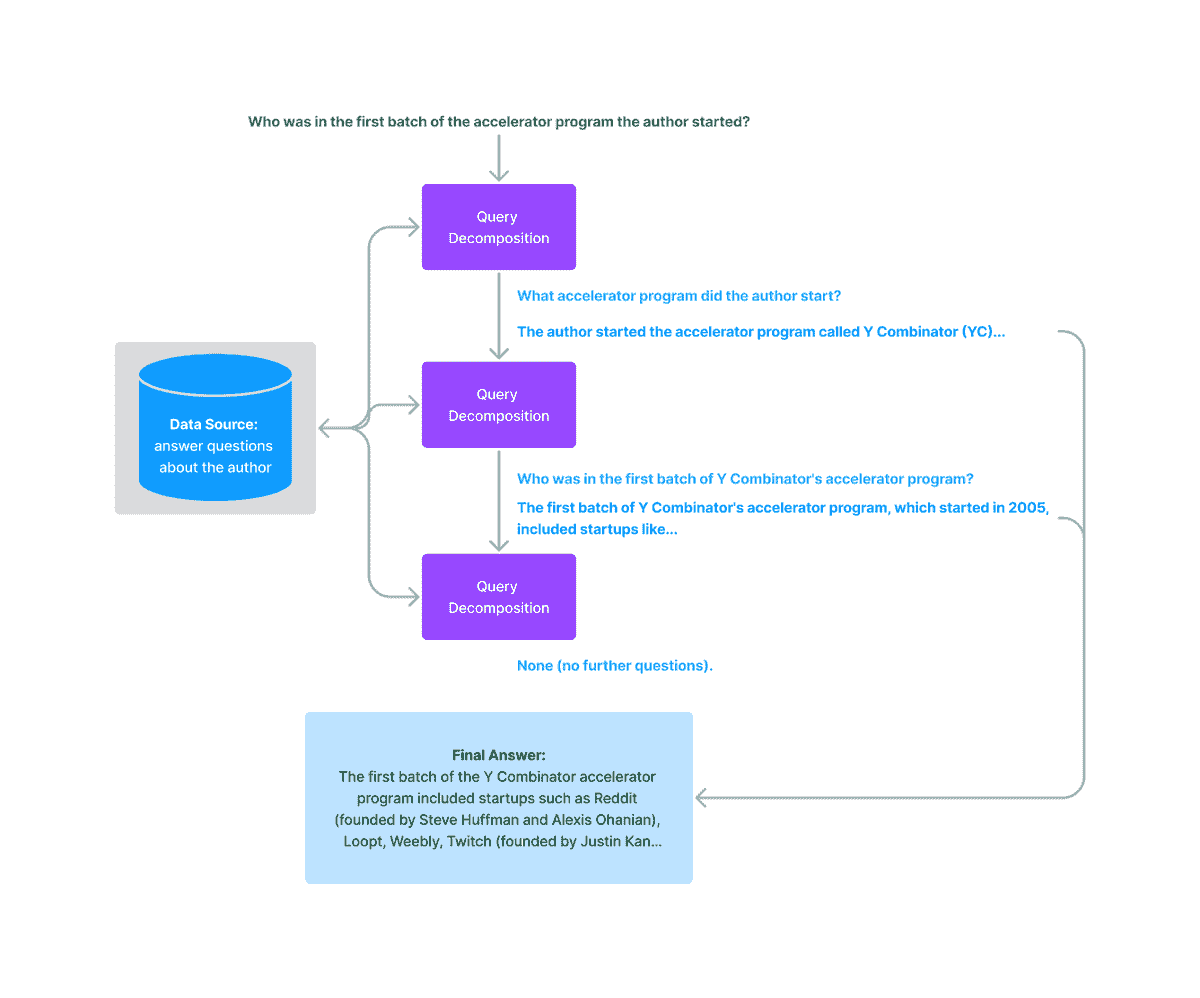 Who was in the first batch of the accelerator program the author started?
Query
Decomposition
What accelerator program did the author start?
The author started the accelerator program called Y Combinator (YC)...
Data Source:
answer questions
about the author
Query
Decomposition
Who was in the first batch of Y Combinator's accelerator program?
The first batch of Y Combinator's accelerator program, which started in 2005,
included startups like...
Query
Decomposition
None (no further questions).
Final Answer:
The first batch of the Y Combinator accelerator
program included startups such as Reddit
(founded by Steve Huffman and Alexis Ohanian),
Loopt, Weebly, Twitch (founded by Justin Kan...